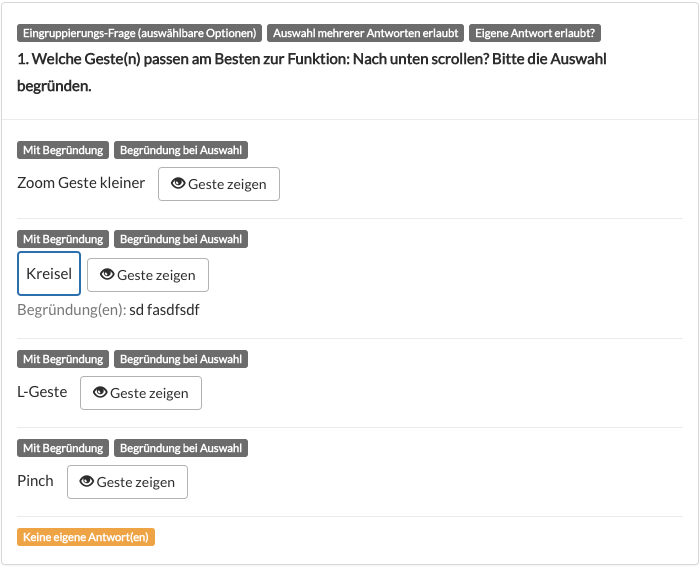 Eingruppierungs-Frage (auswählbare Optionen) Auswahl mehrerer Antworten erlaubt Eigene Antwort erlaubt?
1. Welche Geste(n) passen am Besten zur Funktion: Nach unten scrollen? Bitte die Auswahl
begründen.
Mit Begründung Begründung bei Auswahl
Zoom Geste kleiner Geste zeigen
Mit Begründung Begründung bei Auswahl
Kreisel Geste zeigen
Begründung(en): sd fasdfsdf
Mit Begründung Begründung bei Auswahl
L-Geste Geste zeigen
Mit Begründung Begründung bei Auswahl
Pinch Geste zeigen
Keine eigene Antwort(en)